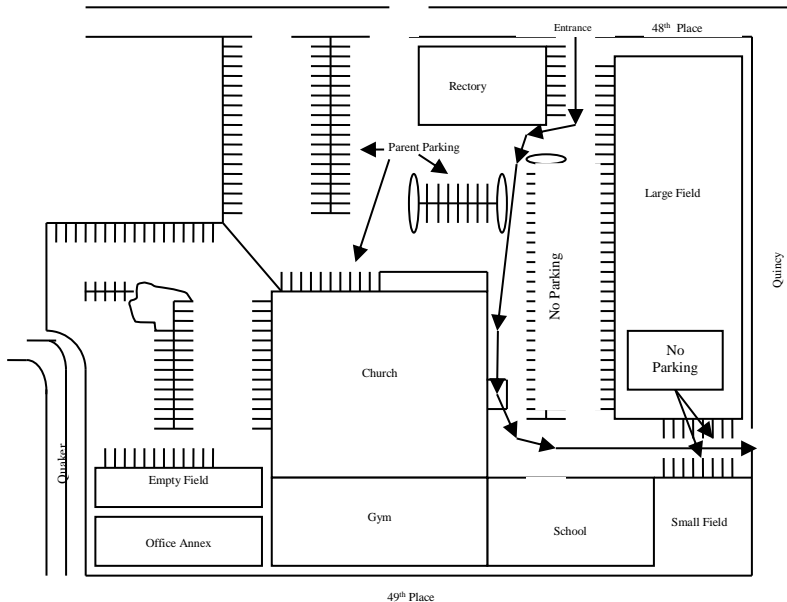 Entrance
48th Place
Rectory
Parent Parking
Large Field
Quincy
No Parking
No
Parking
Church
Quaker
Empty Field
Gym
School
Small Field
Office Annex
49th Place